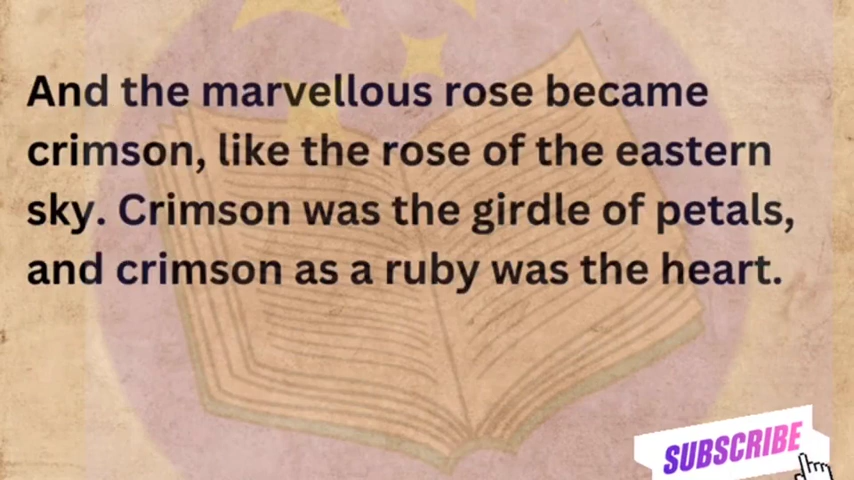 And the marvellous rose became
crimson, like the rose of the eastern
sky. Crimson was the girdle of petals,
and crimson as a ruby was the heart.
SUBSCRIBE